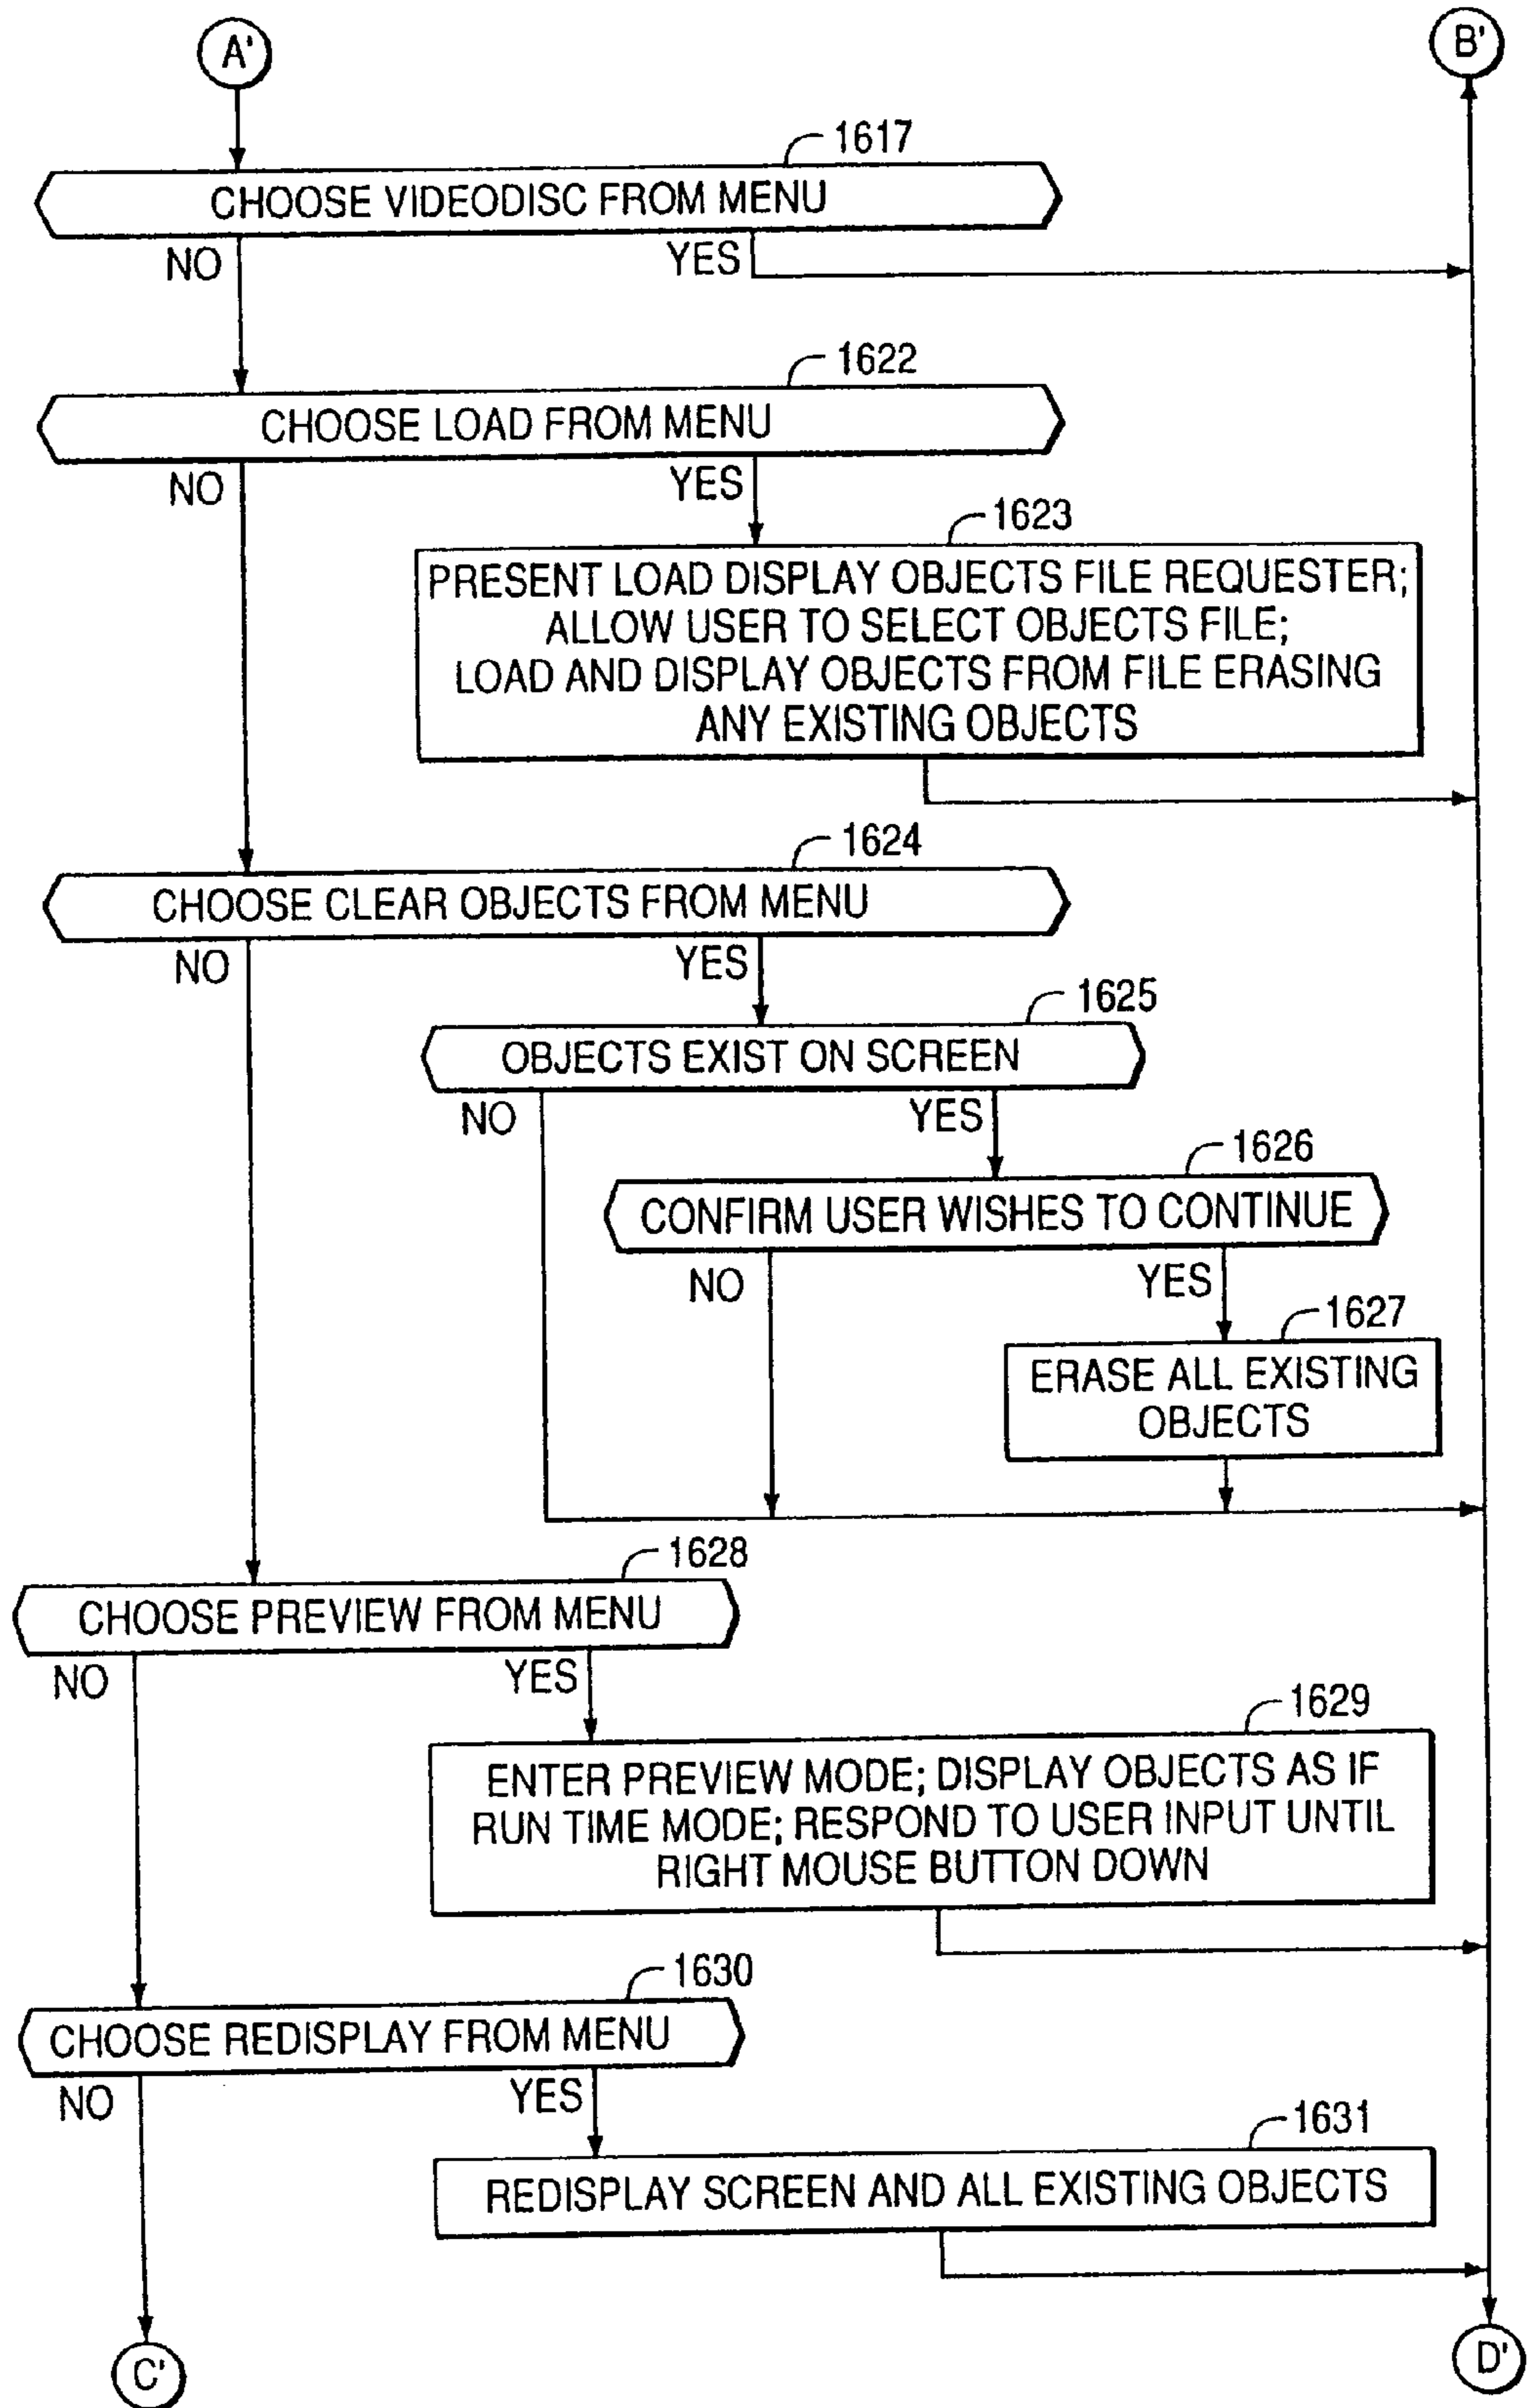 A'
B'
1617
CHOOSE VIDEODISC FROM MENU
NO
YES
1622
CHOOSE LOAD FROM MENU
NO
YES
1623
PRESENT LOAD DISPLAY OBJECTS FILE REQUESTER;
ALLOW USER TO SELECT OBJECTS FILE;
LOAD AND DISPLAY OBJECTS FROM FILE ERASING
ANY EXISTING OBJECTS
1624
CHOOSE CLEAR OBJECTS FROM MENU
NO
YES
1625
OBJECTS EXIST ON SCREEN
NO
YES
1626
CONFIRM USER WISHES TO CONTINUE
NO
YES
1627
ERASE ALL EXISTING
OBJECTS
1628
CHOOSE PREVIEW FROM MENU
NO
YES
1629
ENTER PREVIEW MODE; DISPLAY OBJECTS AS IF
RUN TIME MODE; RESPOND TO USER INPUT UNTIL
RIGHT MOUSE BUTTON DOWN
1630
CHOOSE REDISPLAY FROM MENU
NO
YES
1631
REDISPLAY SCREEN AND ALL EXISTING OBJECTS
C'
D'